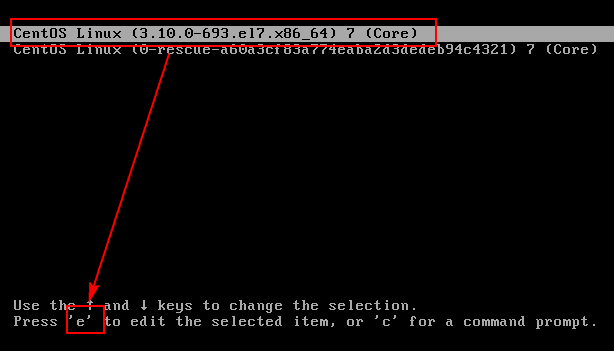 CentOS Linux (3.10.0-693.el7.x86_64) 7 (Core)
CentOS Linux (0-rescue-a60a3cf83a774eaba2d3dedeb94c4321) 7 (Core)
Use the ↑ and ↓ keys to change the selection.
Press 'e' to edit the selected item, or 'c' for a command prompt.